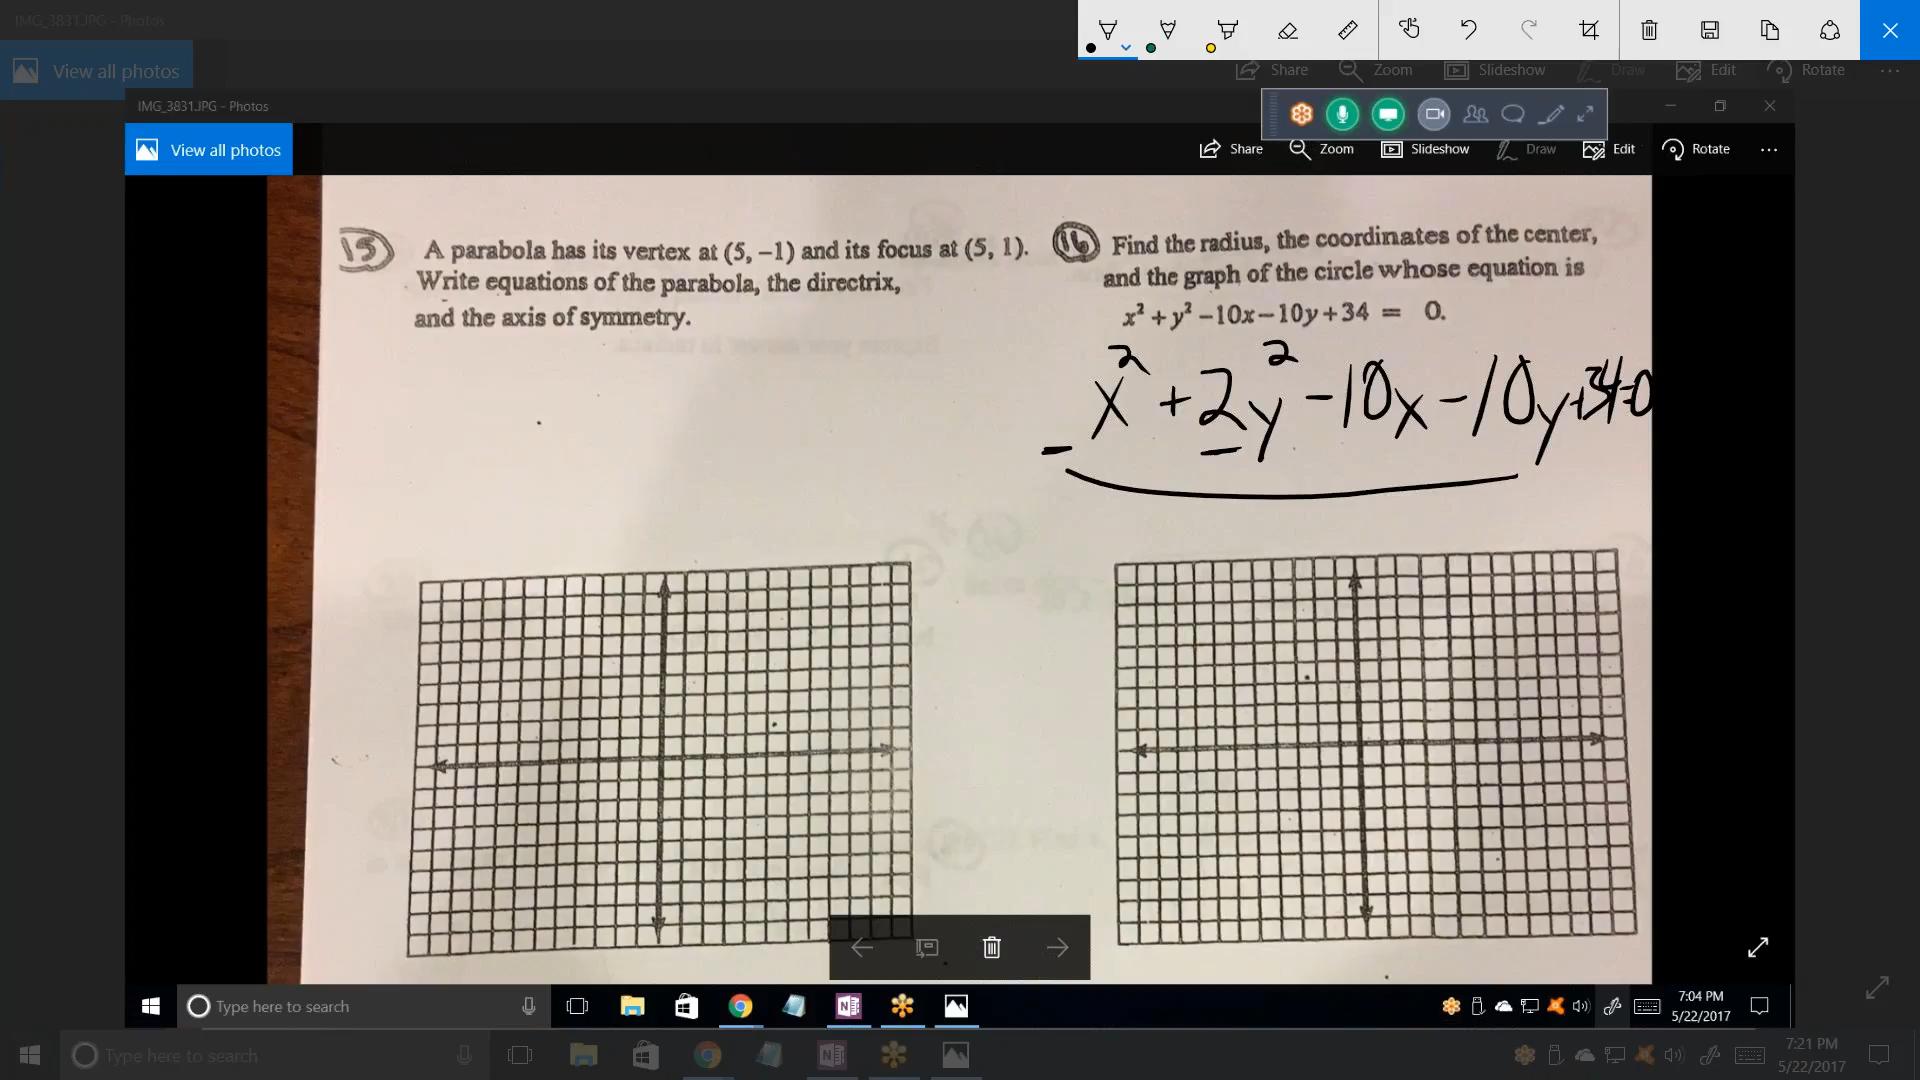 IMG_3831.JPG - Photos
View all photos
Share
Zoom
Slideshow
Draw
Edit
Rotate
IMG_3831.JPG - Photos
View all photos
Share
Zoom
Slideshow
Draw
Edit
Rotate
15 A parabola has its vertex at (5, −1) and its focus at (5, 1).
Write equations of the parabola, the directrix,
and the axis of symmetry.
16 Find the radius, the coordinates of the center,
and the graph of the circle whose equation is
x² + y² −10x−10y+34 = 0.
x² + 2y² -10x -10y+34=0
Type here to search
7:04 PM
5/22/2017
Type here to search
7:21 PM
5/22/2017